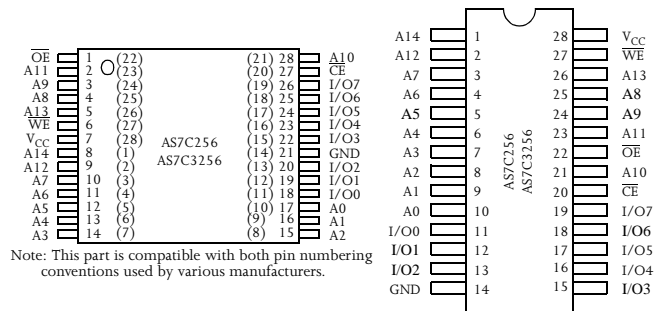 OE 1 (22) (21) 28 A10
A11 2 (23) (20) 27 CE
A9 3 (24) (19) 26 I/O7
A8 4 (25) (18) 25 I/O6
A13 5 (26) (17) 24 I/O5
WE 6 (27) (16) 23 I/O4
VCC 7 (28) (15) 22 I/O3
A14 8 (1) (14) 21 GND
A12 9 (2) (13) 20 I/O2
A7 10 (3) (12) 19 I/O1
A6 11 (4) (11) 18 I/O0
A5 12 (5) (10) 17 A0
A4 13 (6) (9) 16 A1
A3 14 (7) (8) 15 A2
AS7C256
AS7C3256
Note: This part is compatible with both pin numbering
conventions used by various manufacturers.
A14 1 28 VCC
A12 2 27 WE
A7 3 26 A13
A6 4 25 A8
A5 5 24 A9
A4 6 23 A11
A3 7 22 OE
A2 8 21 A10
A1 9 20 CE
A0 10 19 I/O7
I/O0 11 18 I/O6
I/O1 12 17 I/O5
I/O2 13 16 I/O4
GND 14 15 I/O3
AS7C256
AS7C3256